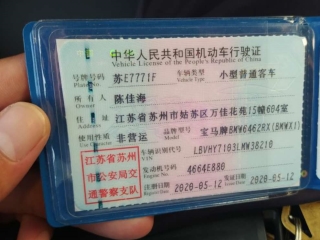 中华人民共和国机动车行驶证
Vehicle License of the People's Republic of China
号牌号码 苏E7771F 车辆类型 小型普通客车
Plate No. Vehicle Type
所有人 陈佳海
Owner
住址 江苏省苏州市姑苏区万佳花苑15幢604室
Address
使用性质 非营运 品牌型号 宝马牌BMW6462RX(BMWX1)
Use Character Model
江苏省苏州市公安局交通警察支队
车辆识别代号 LBVHY7103LMW38210
VIN
发动机号码 4664E880
Engine No.
注册日期 2020-05-12 发证日期 2020-05-12
Register Date Issue Date